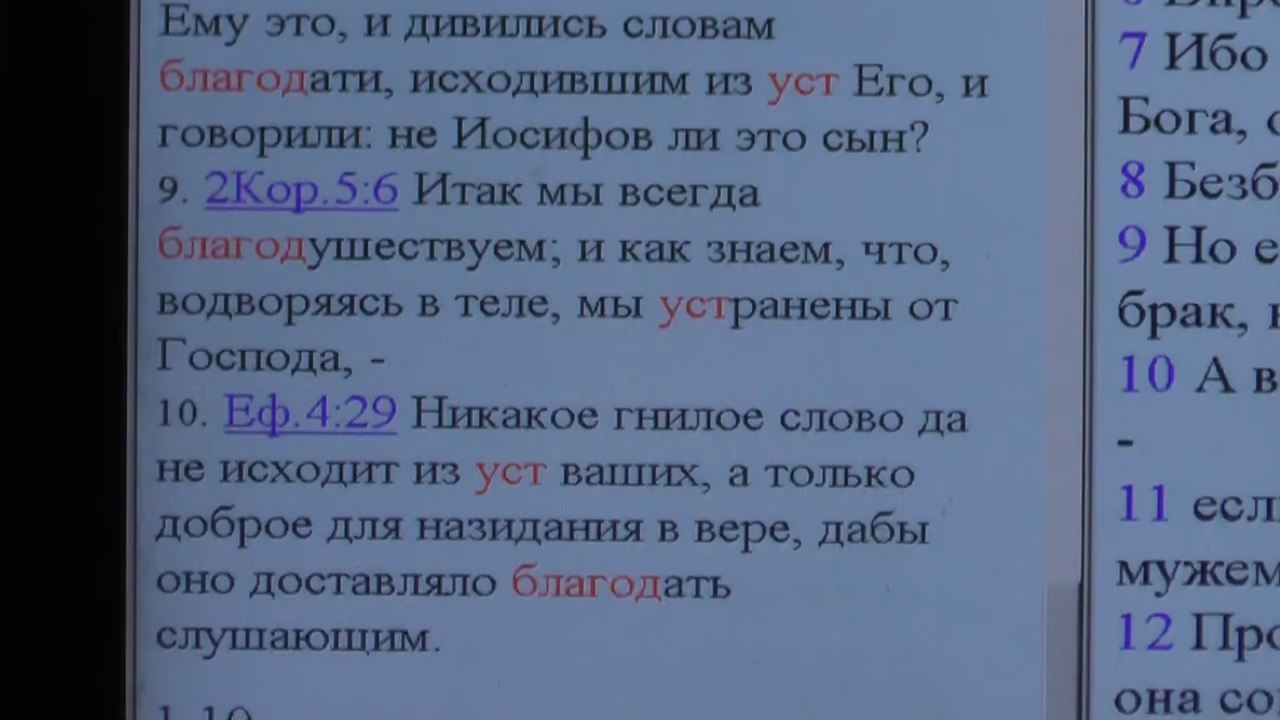 Ему это, и дивились словам
благодати, исходившим из уст Его, и
говорили: не Иосифов ли это сын?
9. 2Кор.5:6 Итак мы всегда
благодушествуем; и как знаем, что,
водворяясь в теле, мы устранены от
Господа, -
10. Еф.4:29 Никакое гнилое слово да
не исходит из уст ваших, а только
доброе для назидания в вере, дабы
оно доставляло благодать
слушающим.
7 Ибо
Бога,
8 Безб
9 Но е
брак,
10 А в
-
11 есл
мужем
12 Про
она со